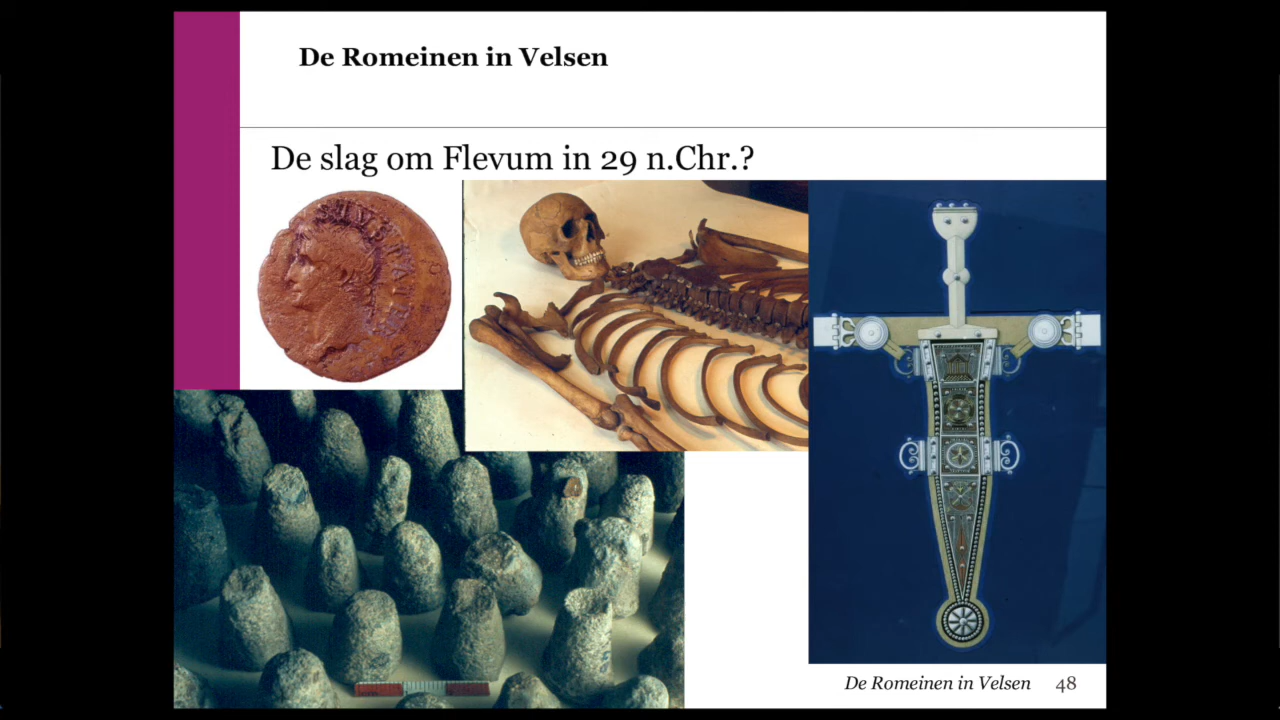 De Romeinen in Velsen
De slag om Flevum in 29 n.Chr.?
De Romeinen in Velsen 48